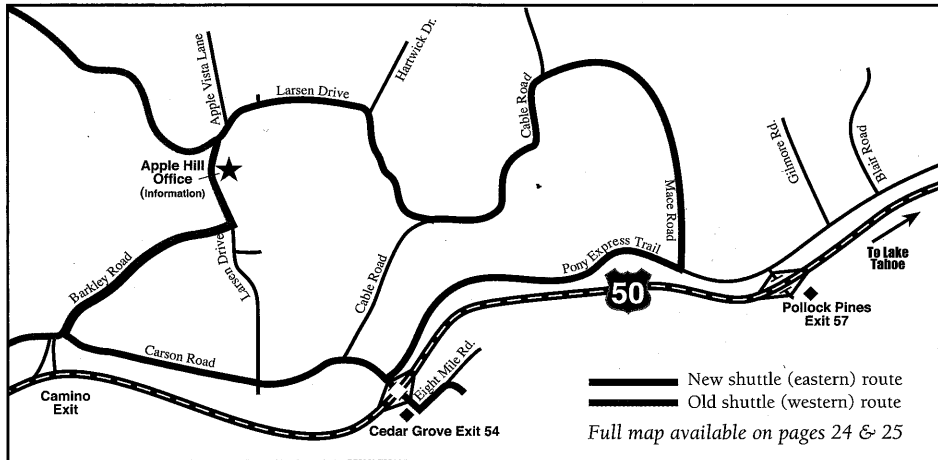 Apple Vista Lane
Larsen Drive
Hartwick Dr.
Cable Road
Gilmore Rd.
Blair Road
Apple Hill
Office
(Information)
Mace Road
Barkley Road
Larsen Drive
Cable Road
Pony Express Trail
To Lake
Tahoe
50
Pollock Pines
Exit 57
Carson Road
Eight Mile Rd.
Camino
Exit
Cedar Grove Exit 54
New shuttle (eastern) route
Old shuttle (western) route
Full map available on pages 24 & 25